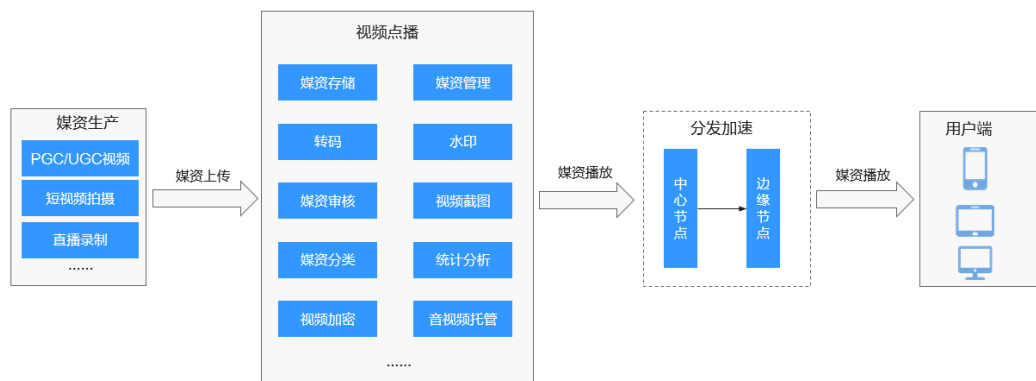 媒资生产
PGC/UGC视频
短视频拍摄
直播录制
......
媒资上传
视频点播
媒资存储
媒资管理
转码
水印
媒资审核
视频截图
媒资分类
统计分析
视频加密
音视频托管
......
媒资播放
分发加速
中心节点
边缘节点
媒资播放
用户端